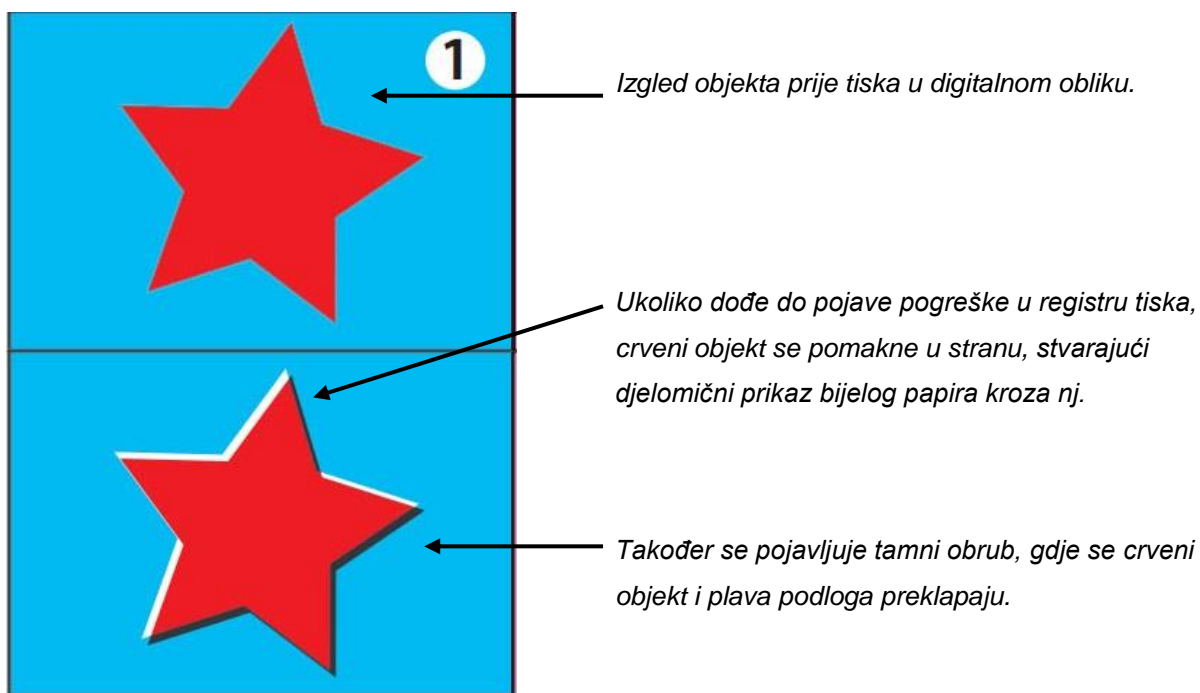 1
Izgled objekta prije tiska u digitalnom obliku.
Ukoliko dođe do pojave pogreške u registru tiska,
crveni objekt se pomakne u stranu, stvarajući
djelomični prikaz bijelog papira kroza nj.
Također se pojavljuje tamni obrub, gdje se crveni
objekt i plava podloga preklapaju.